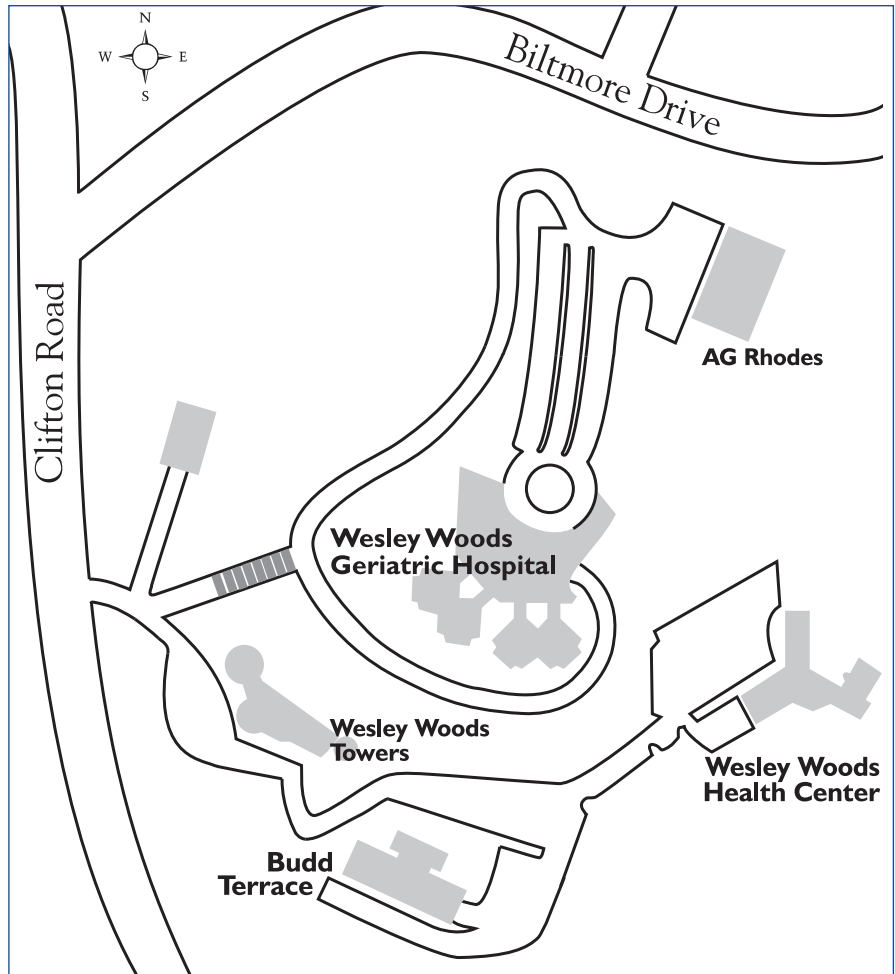 N
W E
S
Biltmore Drive
Clifton Road
AG Rhodes
Wesley Woods
Geriatric Hospital
Wesley Woods
Towers
Wesley Woods
Health Center
Budd
Terrace